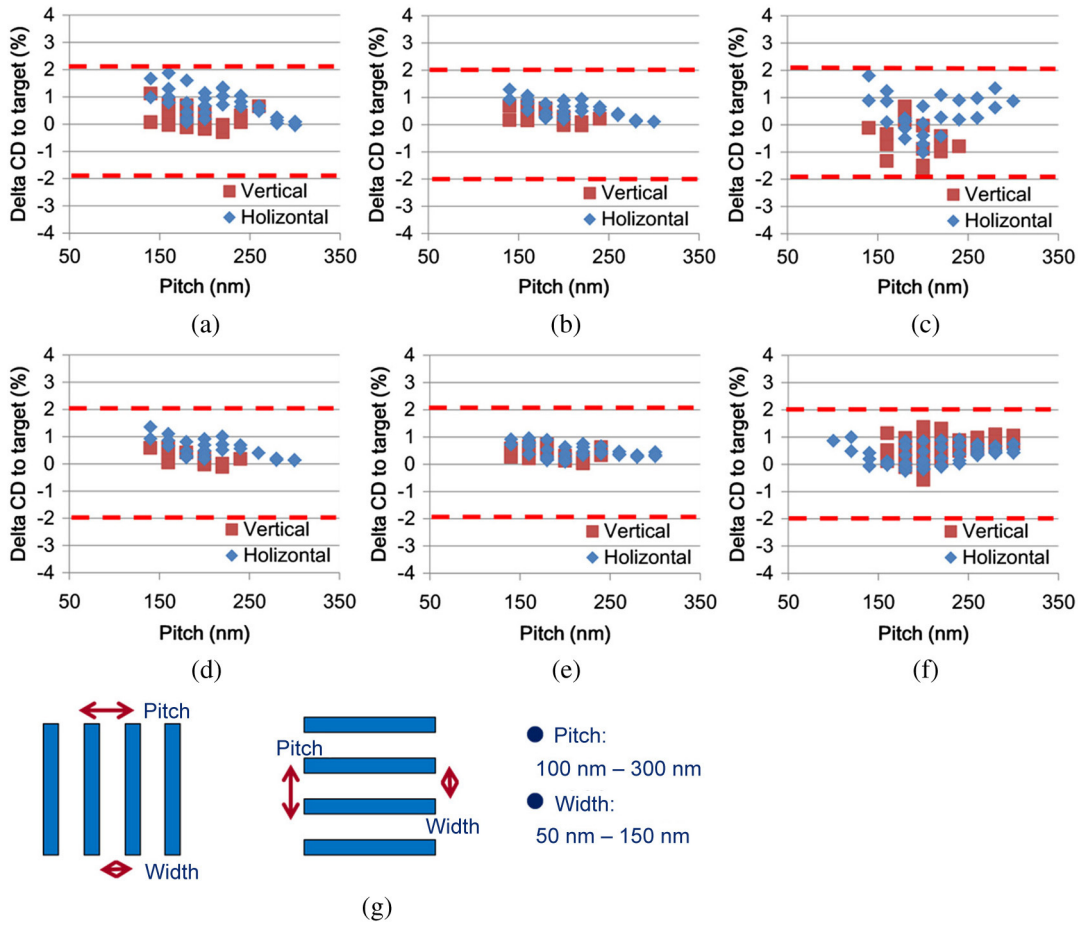 4
3
2
1
0
-1
-2
-3
-4
Delta CD to target (%)
Vertical
Holizontal
50 150 250 350
Pitch (nm)
(a)
4
3
2
1
0
-1
-2
-3
-4
Delta CD to target (%)
Vertical
Holizontal
50 150 250 350
Pitch (nm)
(b)
4
3
2
1
0
-1
-2
-3
-4
Delta CD to target (%)
Vertical
Holizontal
50 150 250 350
Pitch (nm)
(c)
4
3
2
1
0
-1
-2
-3
-4
Delta CD to target (%)
Vertical
Holizontal
50 150 250 350
Pitch (nm)
(d)
4
3
2
1
0
-1
-2
-3
-4
Delta CD to target (%)
Vertical
Holizontal
50 150 250 350
Pitch (nm)
(e)
4
3
2
1
0
-1
-2
-3
-4
Delta CD to target (%)
Vertical
Holizontal
50 150 250 350
Pitch (nm)
(f)
Pitch
Width
Pitch
Width
Pitch:
100 nm – 300 nm
Width:
50 nm – 150 nm
(g)